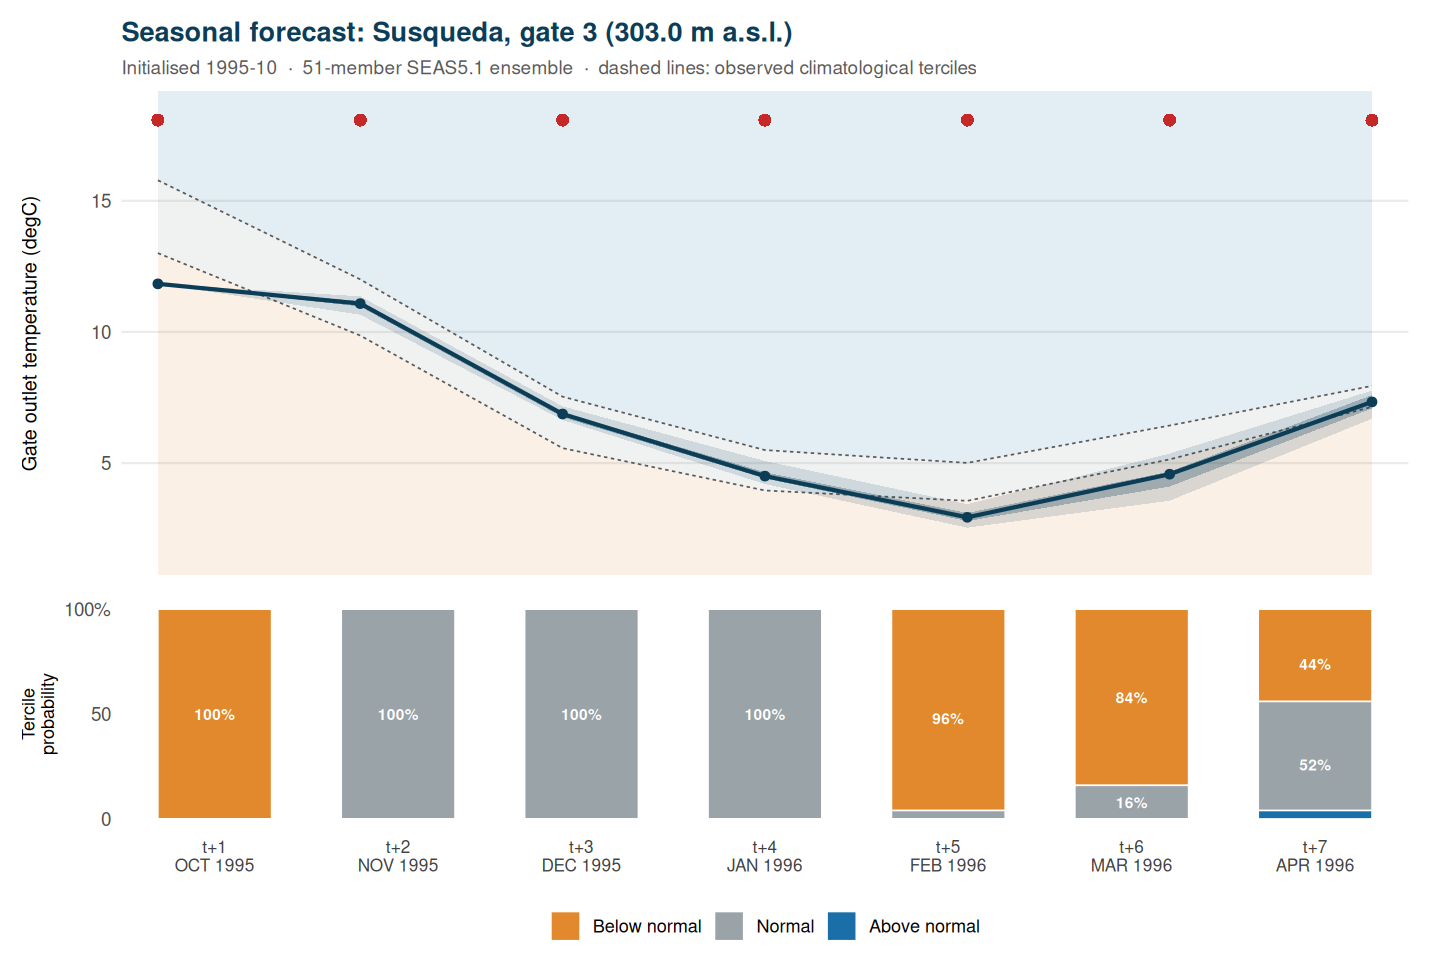 Seasonal forecast: Susqueda, gate 3 (303.0 m a.s.l.)
Initialised 1995-10 · 51-member SEAS5.1 ensemble · dashed lines: observed climatological terciles
Gate outlet temperature (degC)
15
10
5
Tercile
probability
100%
50
0
100%
100%
100%
100%
96%
84%
16%
44%
52%
t+1
OCT 1995
t+2
NOV 1995
t+3
DEC 1995
t+4
JAN 1996
t+5
FEB 1996
t+6
MAR 1996
t+7
APR 1996
Below normal
Normal
Above normal